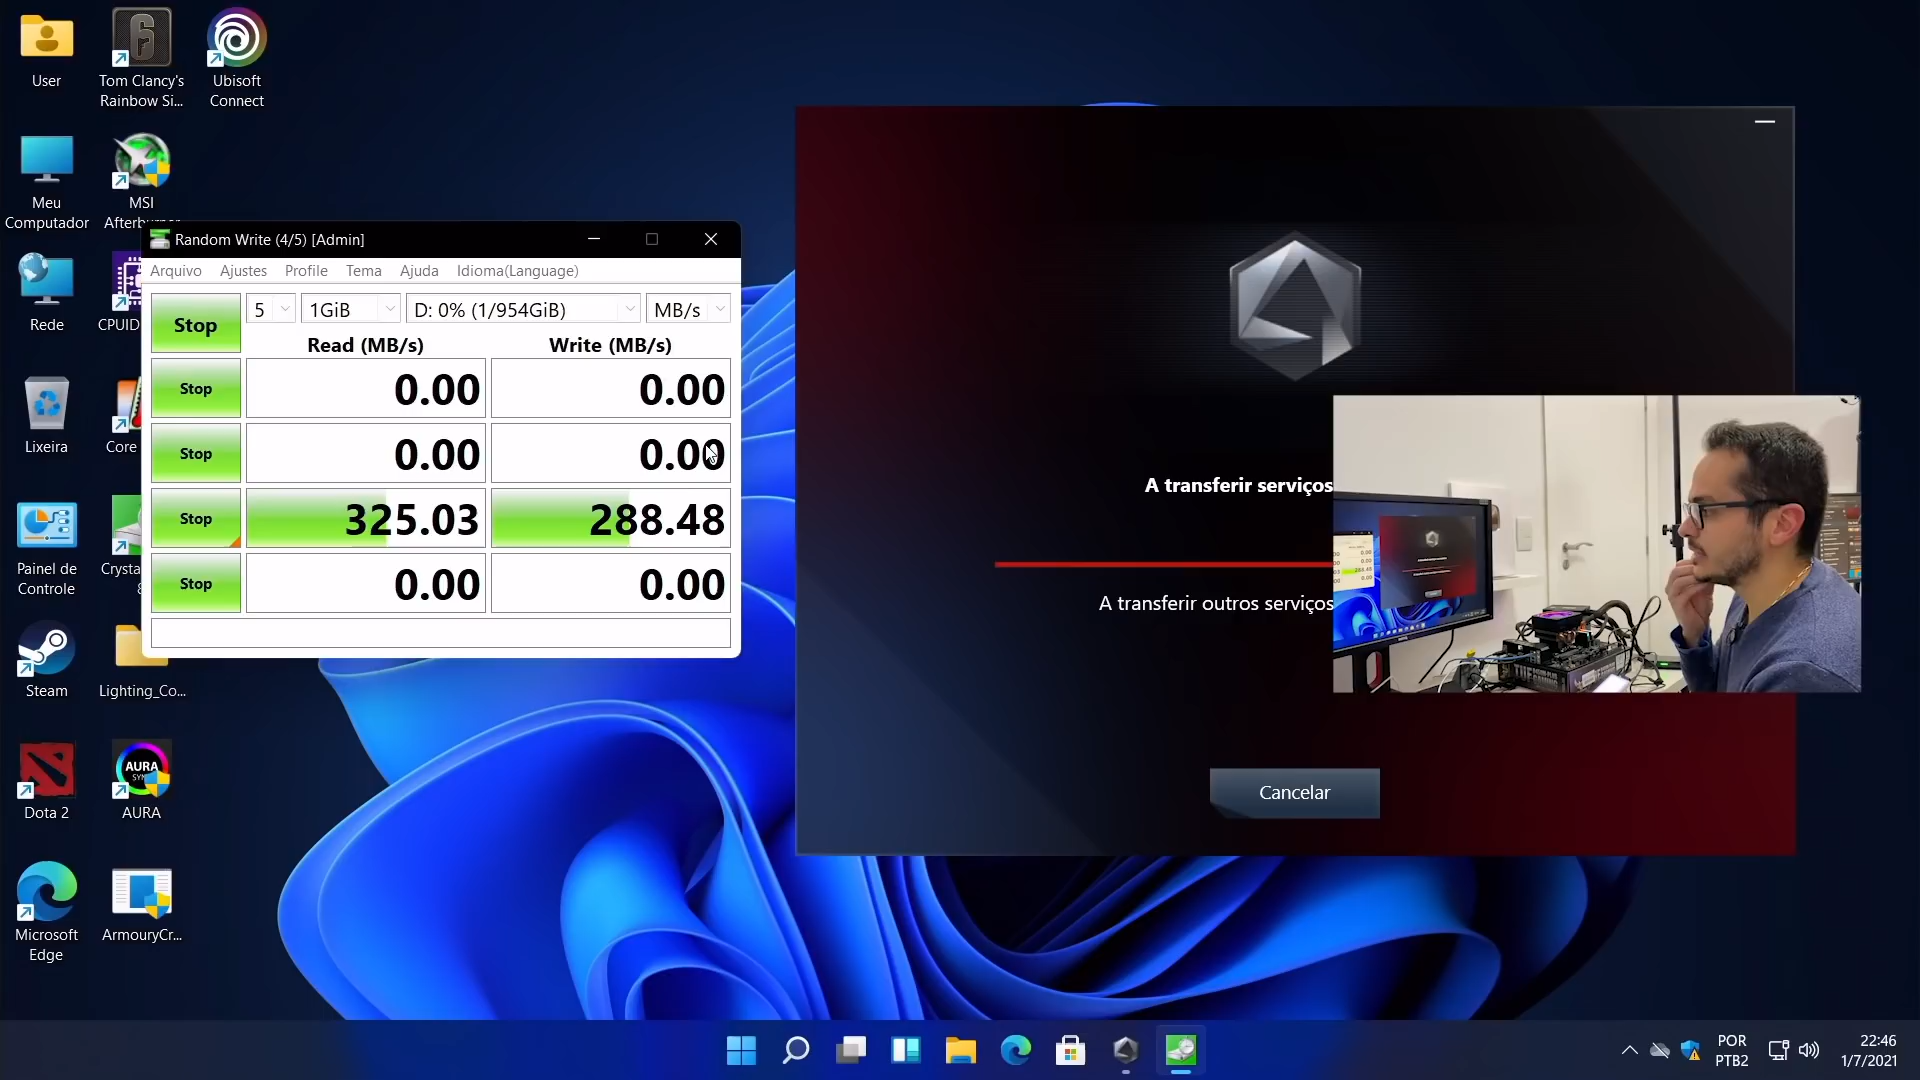 User
Tom Clancy's
Rainbow Si...
Ubisoft
Connect
Meu
Computador
MSI
Afterburner
Rede
CPUID
Lixeira
Core
Painel de
Controle
Crysta
8
Steam
Lighting_Co...
Dota 2
AURA
SYNC
AURA
Microsoft
Edge
ArmouryCr...
Random Write (4/5) [Admin]
Arquivo Ajustes Profile Tema Ajuda Idioma(Language)
Stop 5 1GiB D: 0% (1/954GiB) MB/s
Read (MB/s) Write (MB/s)
Stop 0.00 0.00
Stop 0.00 0.00
Stop 325.03 288.48
Stop 0.00 0.00
A transferir serviços
A transferir outros serviços
Cancelar
POR
PTB2
22:46
1/7/2021